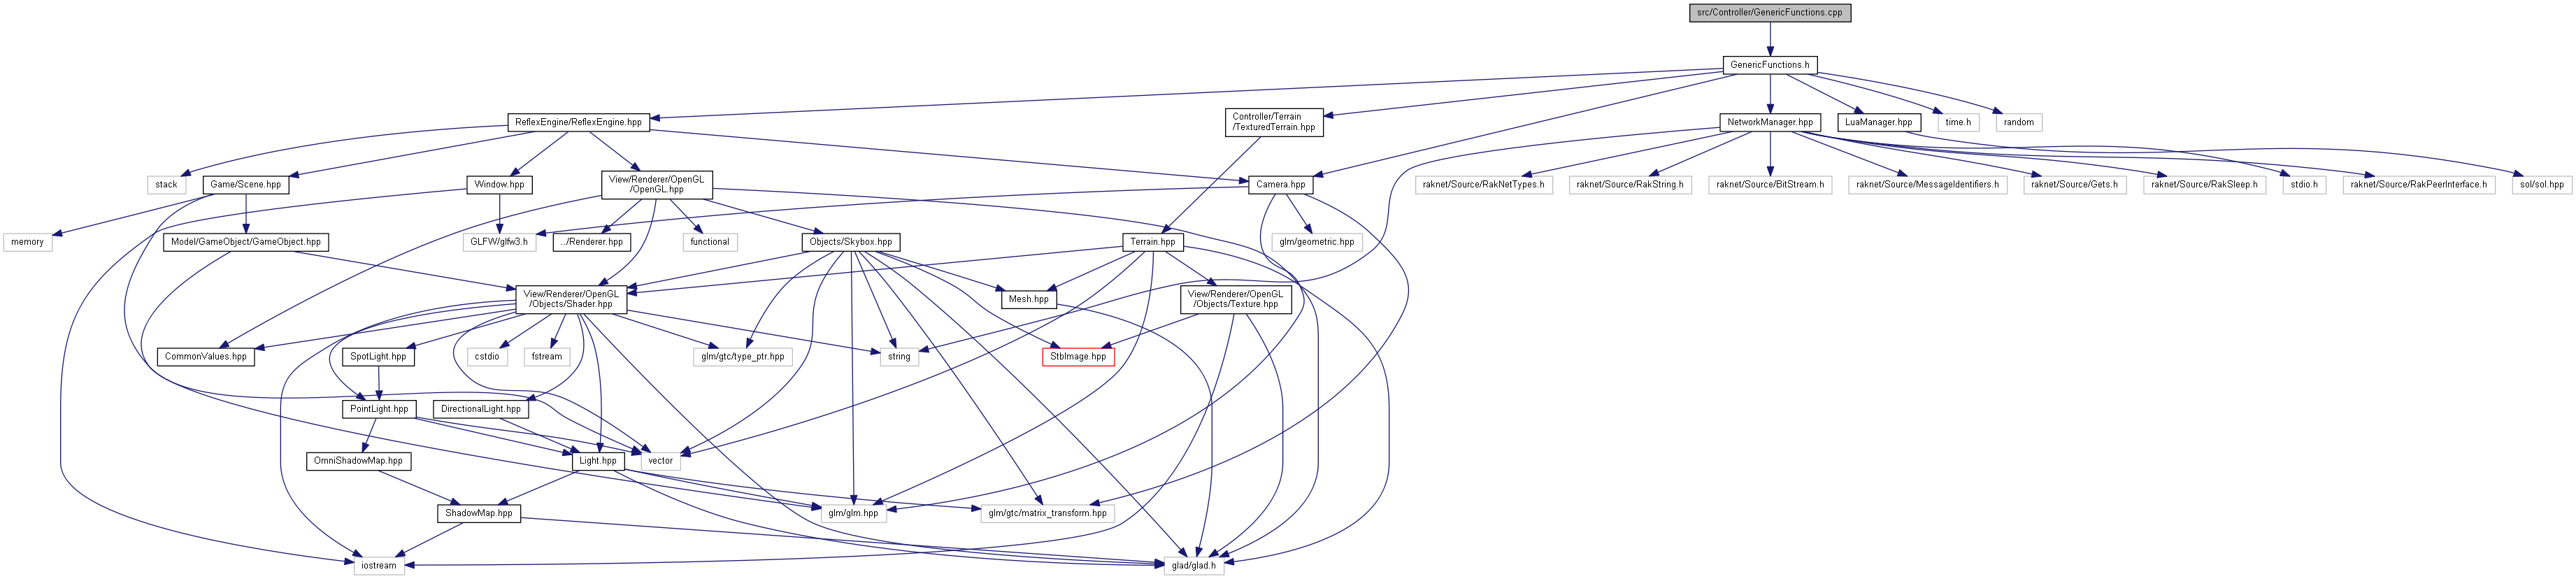 src/Controller/GenericFunctions.cpp
GenericFunctions.h
ReflexEngine/ReflexEngine.hpp
Controller/Terrain
/TexturedTerrain.hpp
NetworkManager.hpp
LuaManager.hpp
time.h
random
stack
Game/Scene.hpp
Window.hpp
View/Renderer/OpenGL
/OpenGL.hpp
Camera.hpp
raknet/Source/RakNetTypes.h
raknet/Source/RakString.h
raknet/Source/BitStream.h
raknet/Source/MessageIdentifiers.h
raknet/Source/Gets.h
raknet/Source/RakSleep.h
stdio.h
raknet/Source/RakPeerInterface.h
sol/sol.hpp
memory
Model/GameObject/GameObject.hpp
GLFW/glfw3.h
../Renderer.hpp
functional
Objects/Skybox.hpp
Terrain.hpp
glm/geometric.hpp
View/Renderer/OpenGL
/Objects/Shader.hpp
Mesh.hpp
View/Renderer/OpenGL
/Objects/Texture.hpp
CommonValues.hpp
SpotLight.hpp
cstdio
fstream
glm/gtc/type_ptr.hpp
string
StbImage.hpp
PointLight.hpp
DirectionalLight.hpp
OmniShadowMap.hpp
Light.hpp
vector
ShadowMap.hpp
glm/glm.hpp
glm/gtc/matrix_transform.hpp
iostream
glad/glad.h